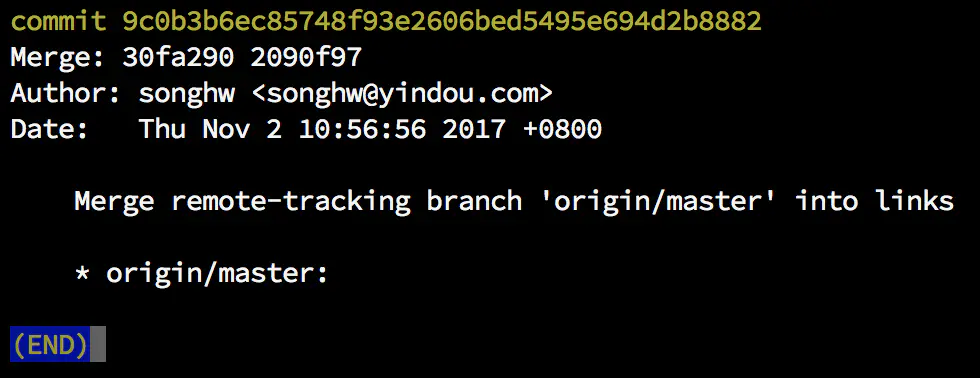 commit 9c0b3b6ec85748f93e2606bed5495e694d2b8882
Merge: 30fa290 2090f97
Author: songhw <songhw@yindou.com>
Date:   Thu Nov 2 10:56:56 2017 +0800
    Merge remote-tracking branch 'origin/master' into links
    * origin/master:
(END)